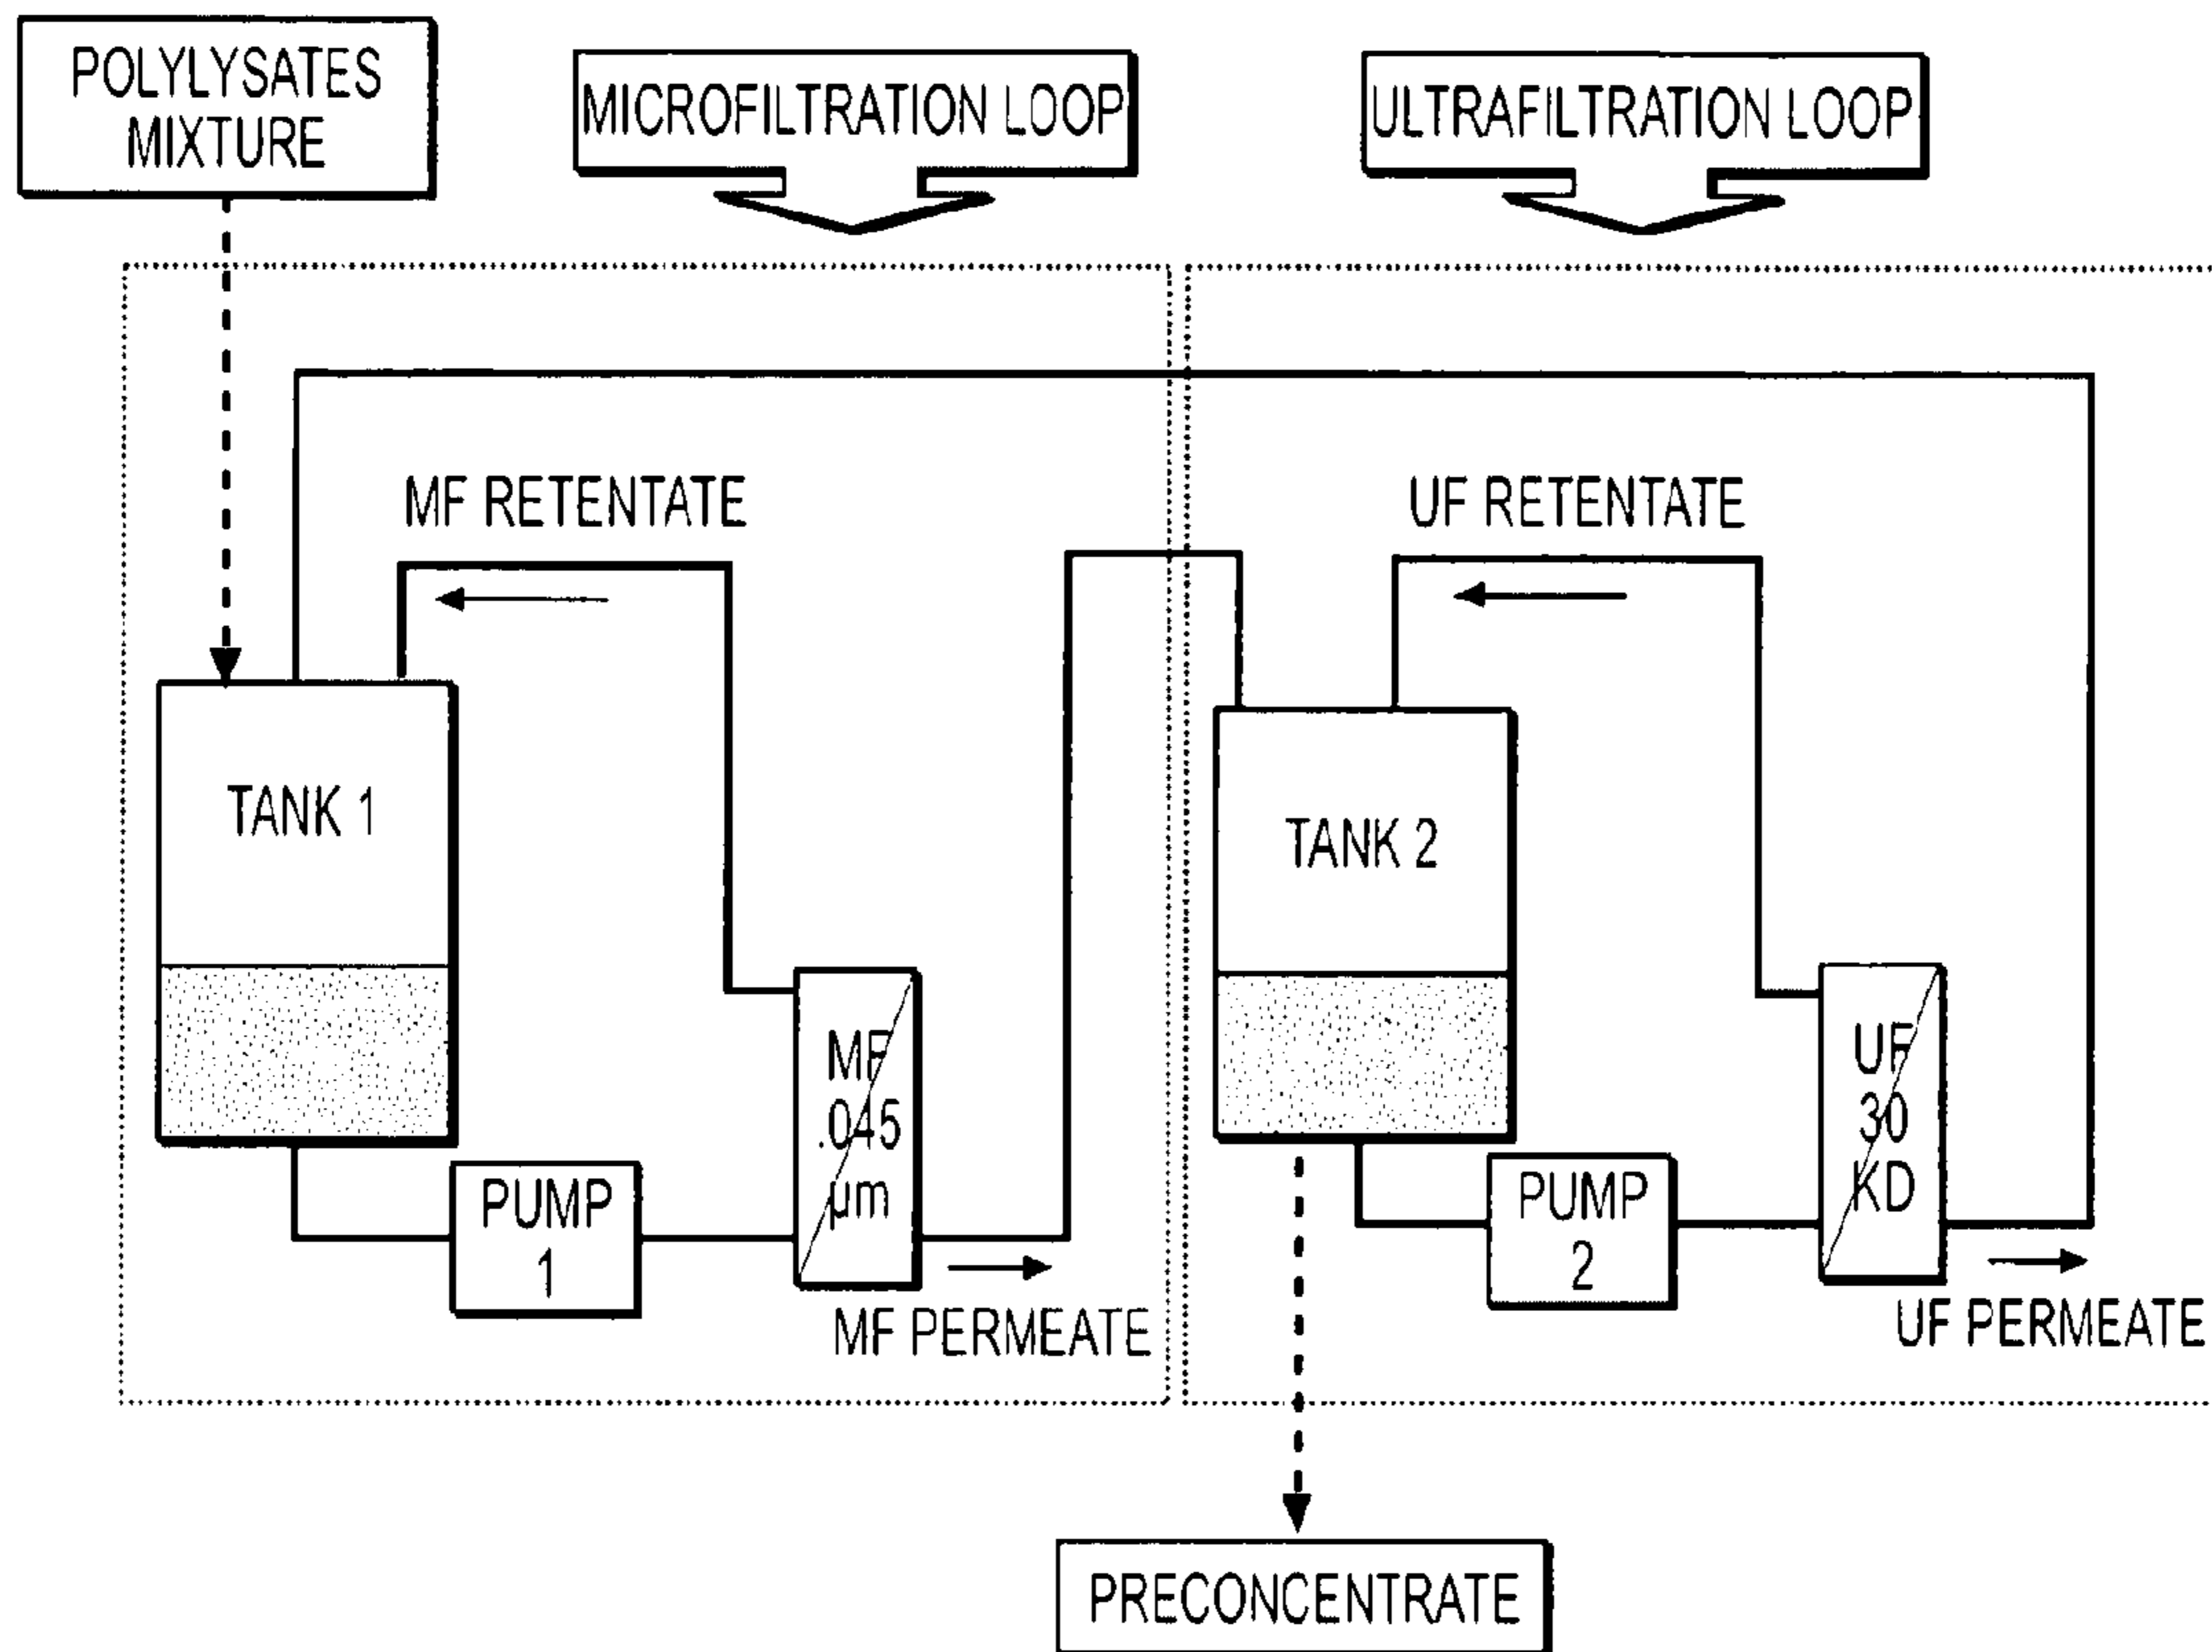 POLYLYSATES
MIXTURE
MICROFILTRATION LOOP
ULTRAFILTRATION LOOP
MF RETENTATE
UF RETENTATE
TANK 1
TANK 2
MF
.045
µm
UF
30
KD
PUMP
1
PUMP
2
MF PERMEATE
UF PERMEATE
PRECONCENTRATE